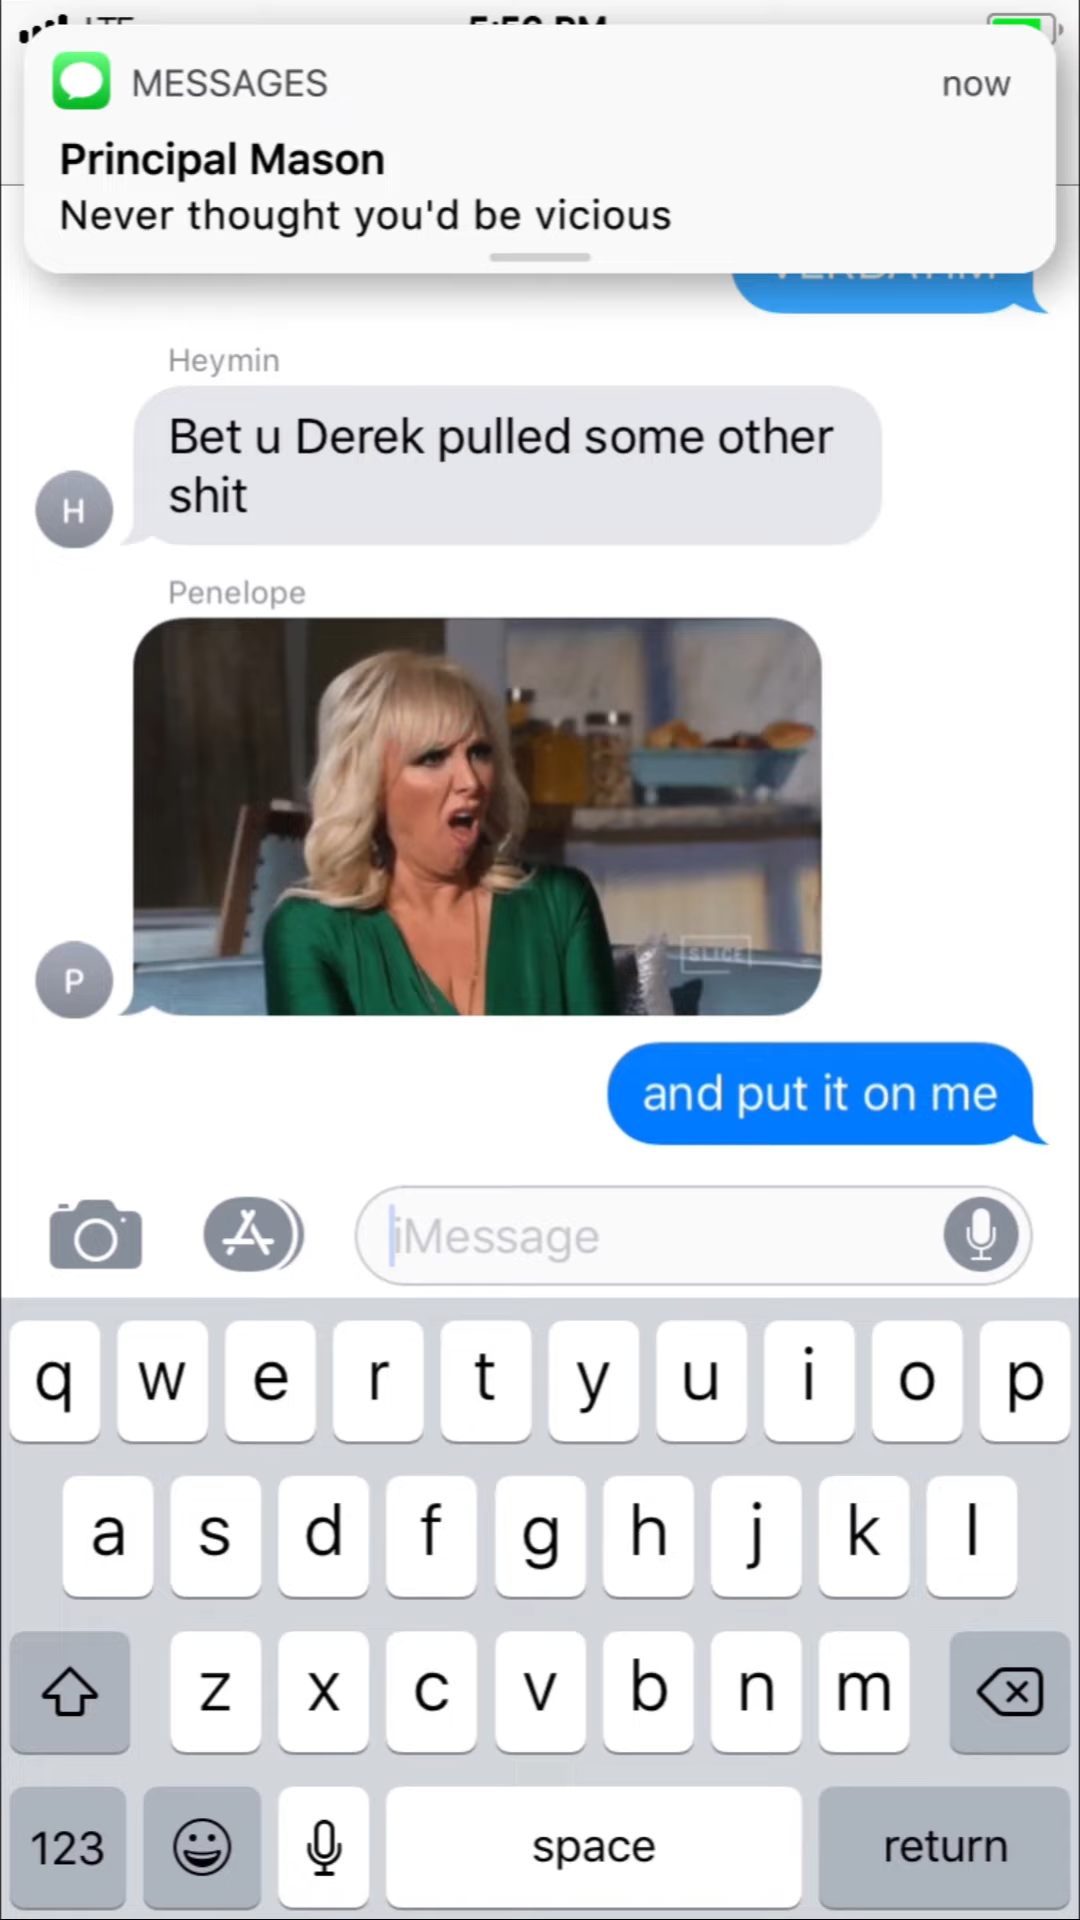 MESSAGES
now
Principal Mason
Never thought you'd be vicious
Heymin
Bet u Derek pulled some other
shit
H
Penelope
SLICE
P
and put it on me
iMessage
q w e r t y u i o p
a s d f g h j k l
z x c v b n m
123
space
return